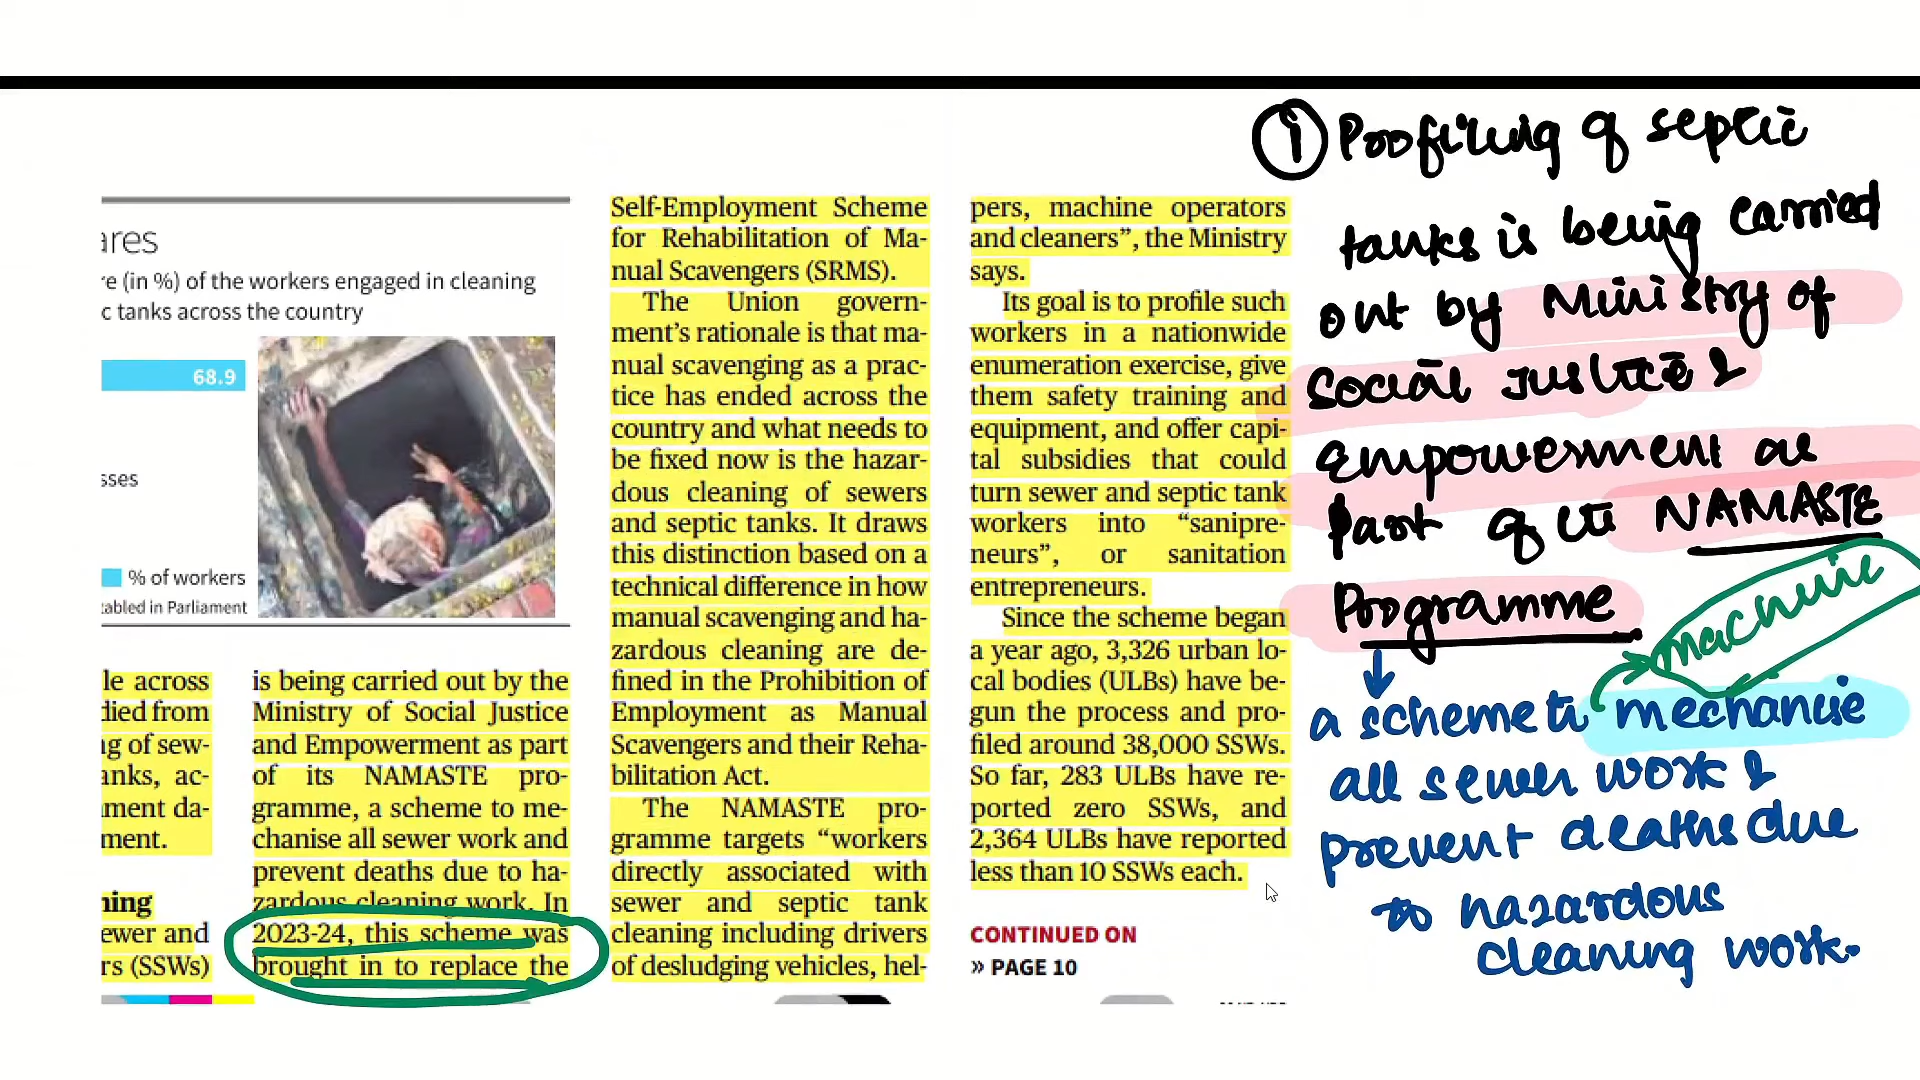 ares
re (in %) of the workers engaged in cleaning
c tanks across the country
68.9
sses
% of workers
tabled in Parliament
le across
died from
ng of sew-
anks, ac-
ment da-
ment.
ning
ewer and
rs (SSWs)
is being carried out by the
Ministry of Social Justice
and Empowerment as part
of its NAMASTE pro-
gramme, a scheme to me-
chanise all sewer work and
prevent deaths due to ha-
zardous cleaning work. In
2023-24, this scheme was
brought in to replace the
Self-Employment Scheme
for Rehabilitation of Ma-
nual Scavengers (SRMS).
The Union govern-
ment's rationale is that ma-
nual scavenging as a prac-
tice has ended across the
country and what needs to
be fixed now is the hazar-
dous cleaning of sewers
and septic tanks. It draws
this distinction based on a
technical difference in how
manual scavenging and ha-
zardous cleaning are de-
fined in the Prohibition of
Employment as Manual
Scavengers and their Reha-
bilitation Act.
The NAMASTE pro-
gramme targets “workers
directly associated with
sewer and septic tank
cleaning including drivers
of desludging vehicles, hel-
pers, machine operators
and cleaners”, the Ministry
says.
Its goal is to profile such
workers in a nationwide
enumeration exercise, give
them safety training and
equipment, and offer capi-
tal subsidies that could
turn sewer and septic tank
workers into “sanipre-
neurs”, or sanitation
entrepreneurs.
Since the scheme began
a year ago, 3,326 urban lo-
cal bodies (ULBs) have be-
gun the process and pro-
filed around 38,000 SSWs.
So far, 283 ULBs have re-
ported zero SSWs, and
2,364 ULBs have reported
less than 10 SSWs each.
CONTINUED ON
» PAGE 10
① Profiling of septic
tanks is being carried
out by Ministry of
Social Justice &
Empowerment as
Part of its NAMASTE
Programme
machine
a scheme to mechanise
all sewer work &
prevent deaths due
to hazardous
cleaning work.